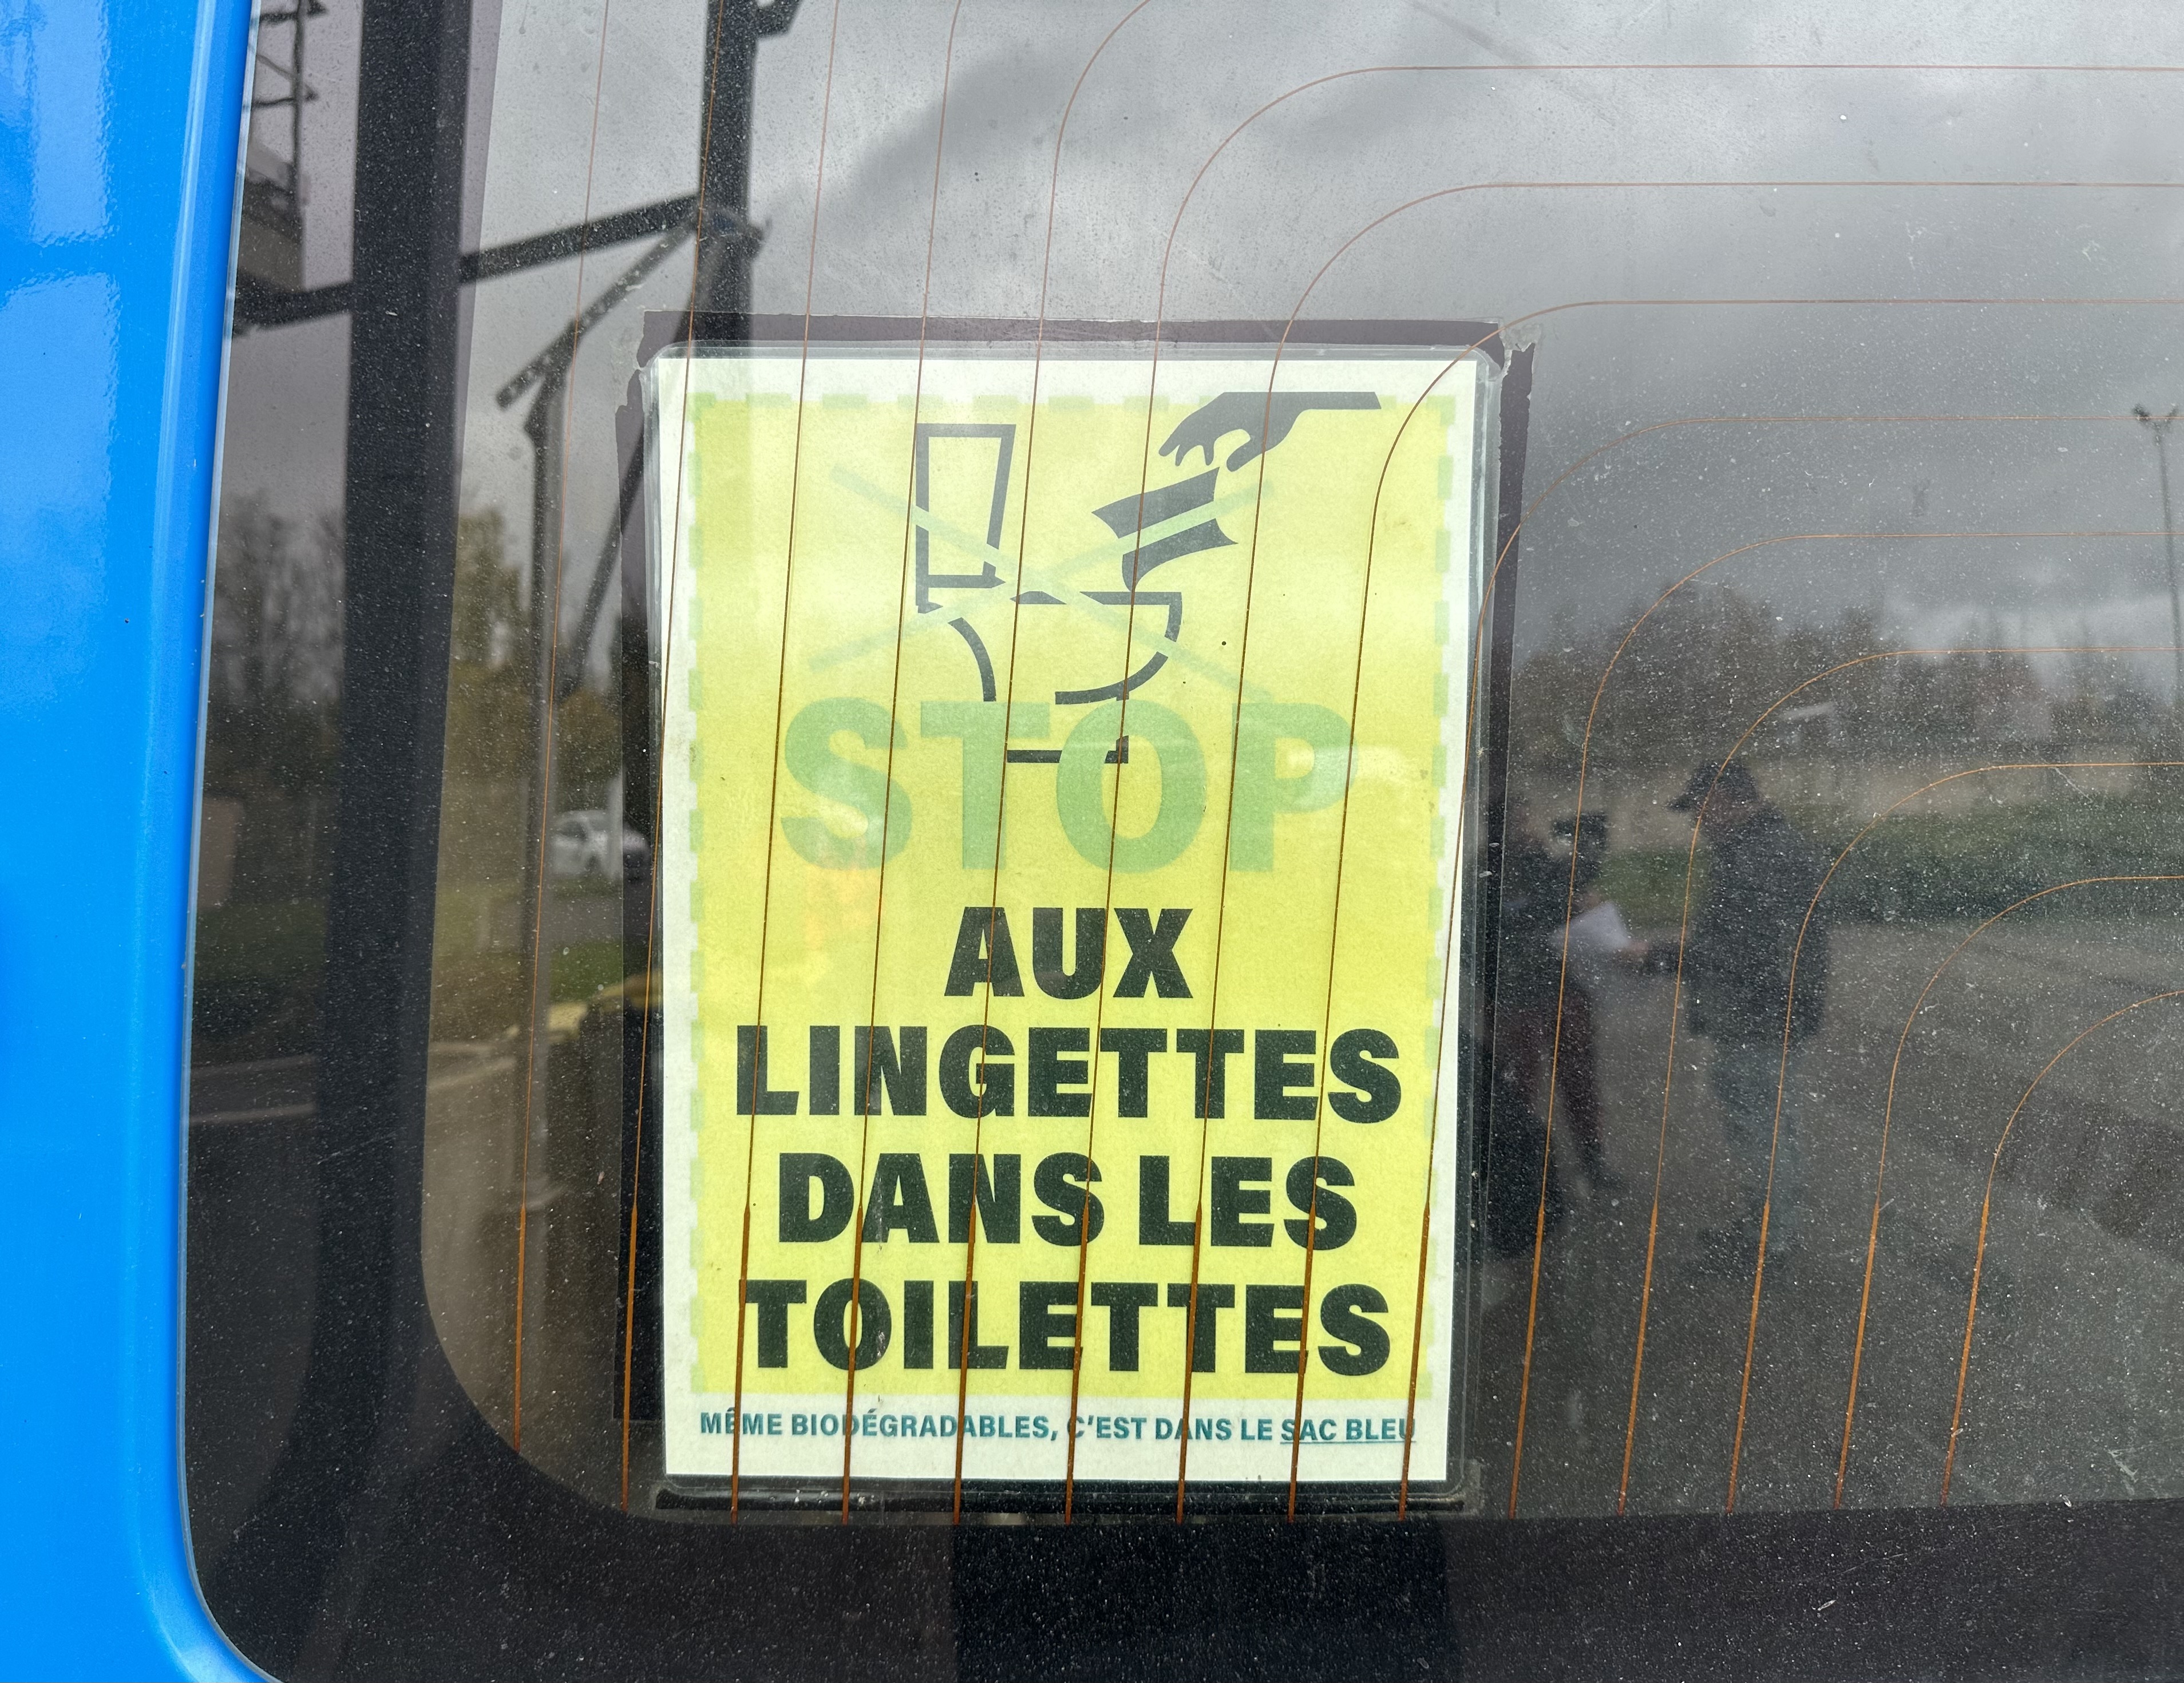 STOP
AUX
LINGETTES
DANS LES
TOILETTES
MÊME BIODÉGRADABLES, C'EST DANS LE SAC BLEU